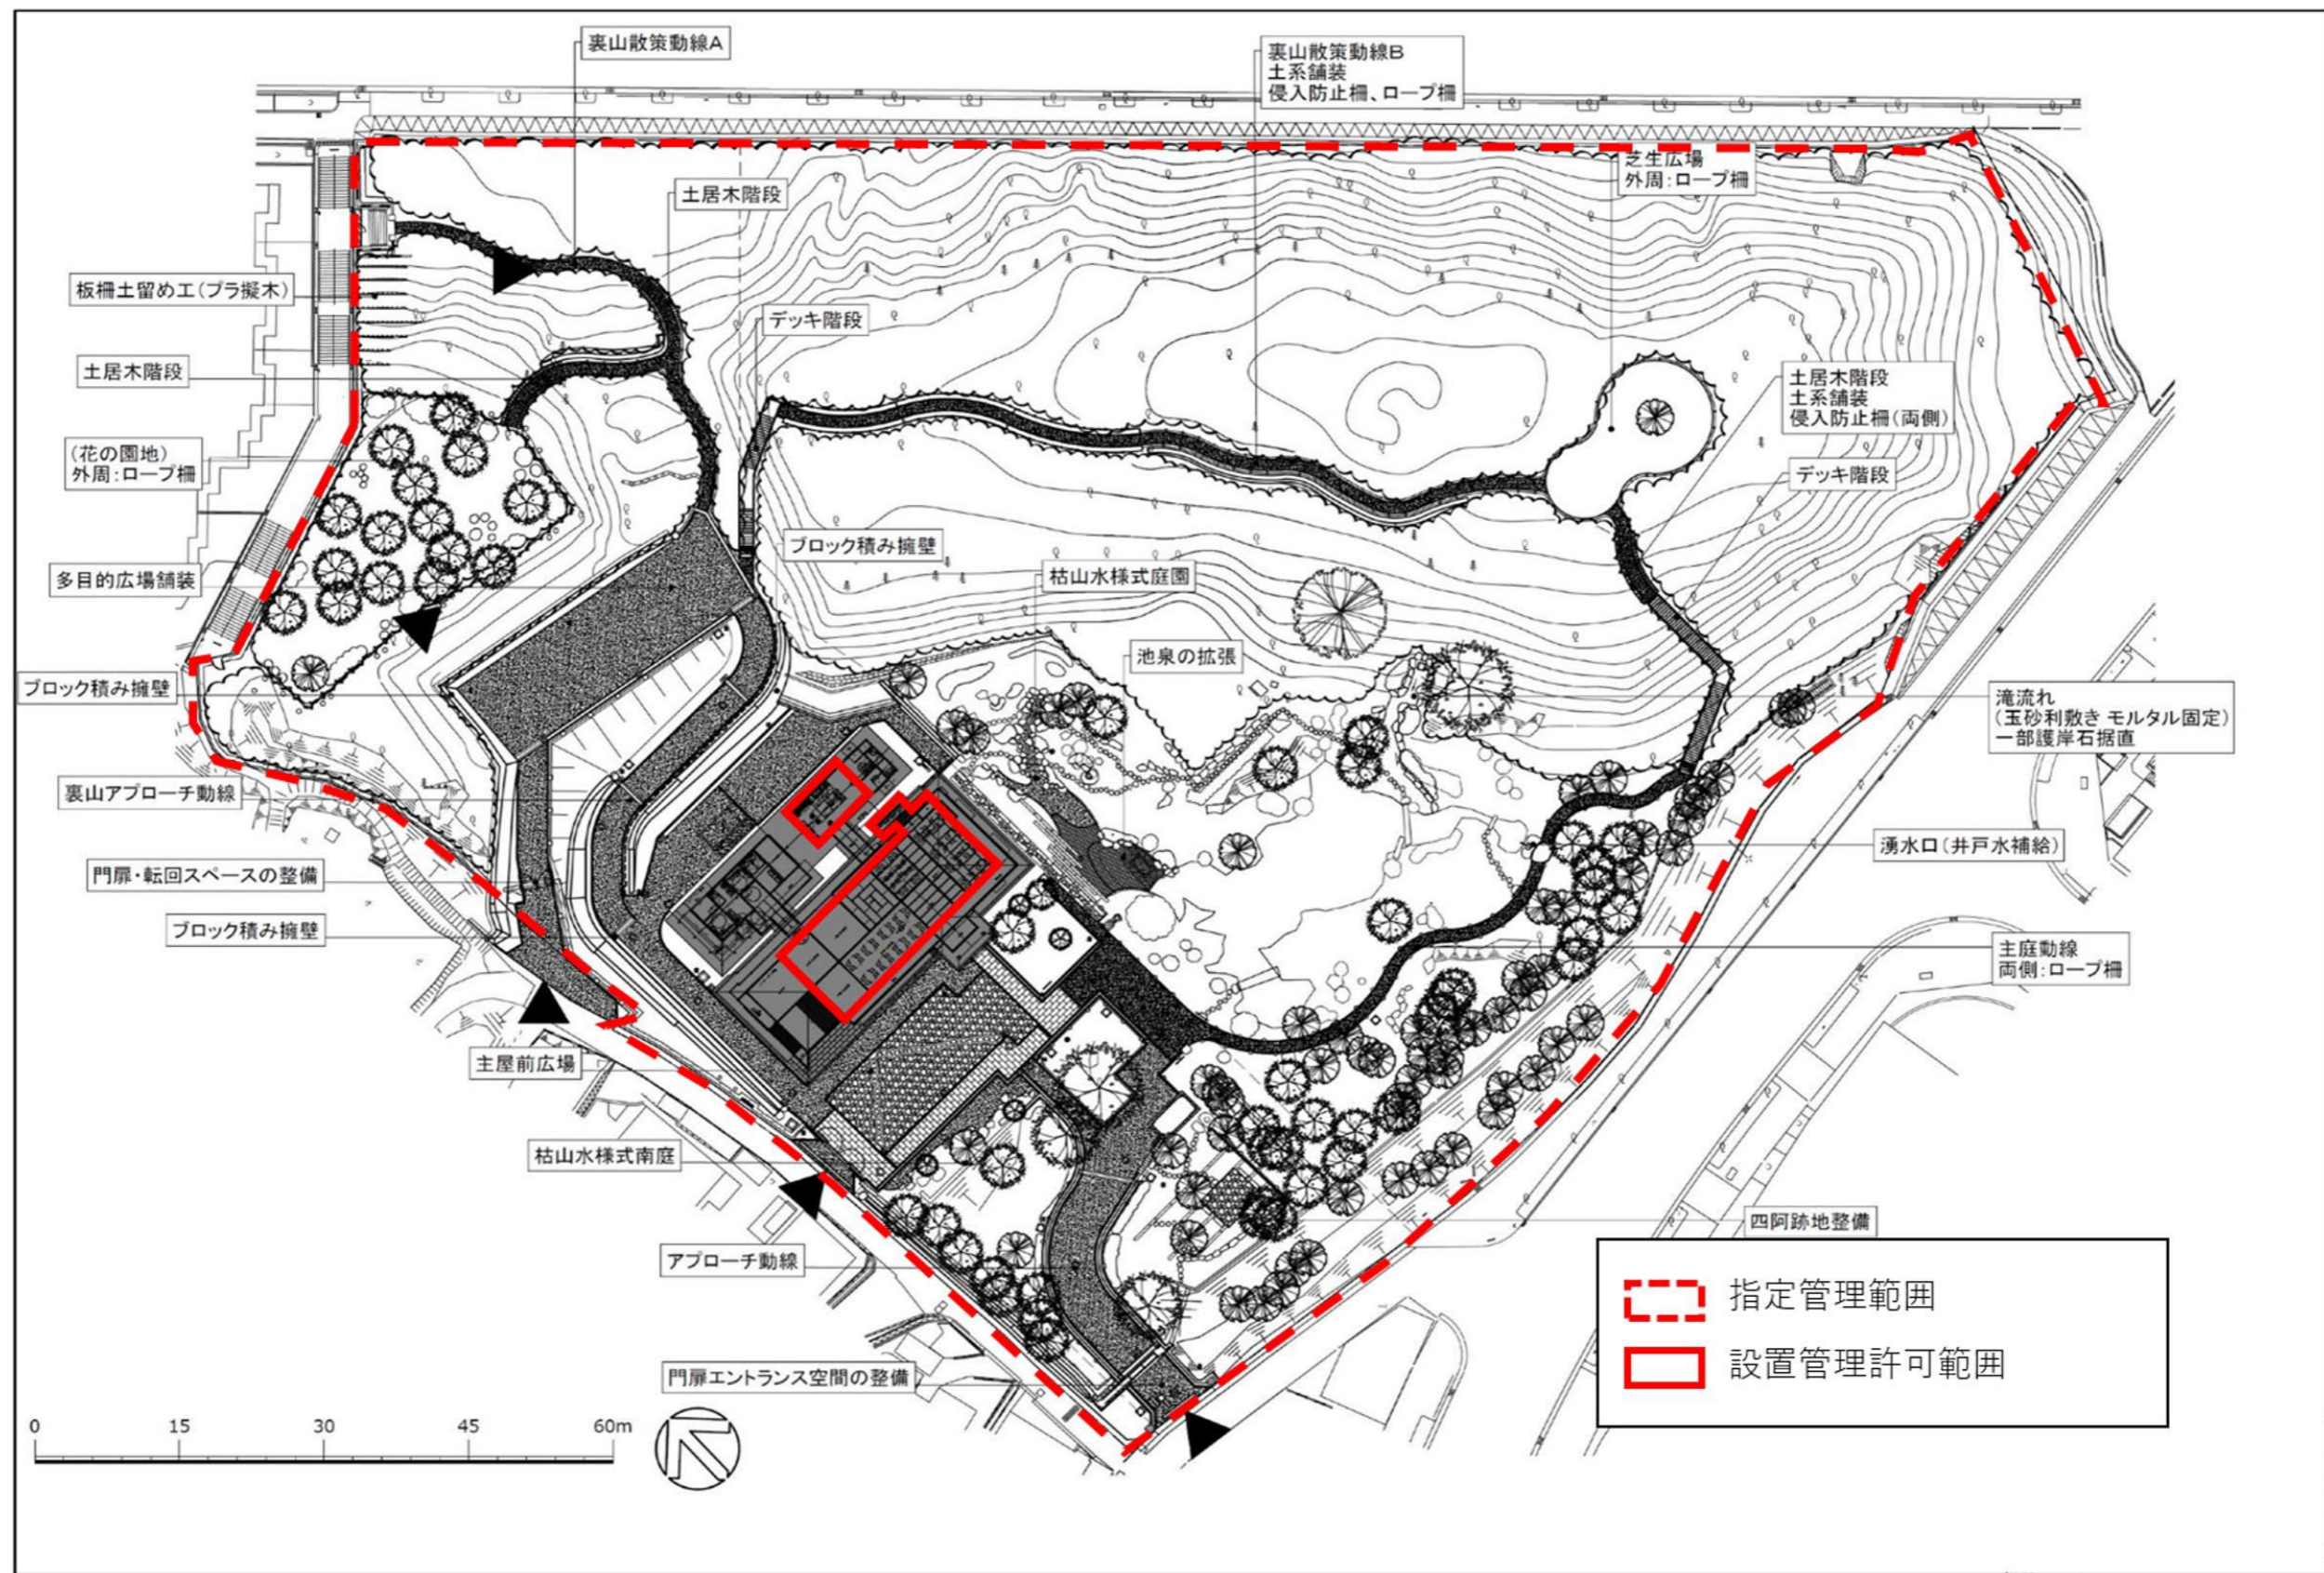 裏山散策動線A
裏山散策動線B
土系舗装
侵入防止柵、ロープ柵
芝生広場
外周：ロープ柵
土居木階段
板柵土留め工（プラ擬木）
デッキ階段
土居木階段
土居木階段
土系舗装
侵入防止柵（両側）
（花の園地）
外周：ロープ柵
デッキ階段
ブロック積み擁壁
多目的広場舗装
枯山水様式庭園
池泉の拡張
ブロック積み擁壁
滝流れ
（玉砂利敷き モルタル固定）
一部護岸石据直
裏山アプローチ動線
湧水口（井戸水補給）
門扉・転回スペースの整備
ブロック積み擁壁
主庭動線
両側：ロープ柵
主屋前広場
枯山水様式南庭
四阿跡地整備
アプローチ動線
指定管理範囲
設置管理許可範囲
門扉エントランス空間の整備
0 15 30 45 60m